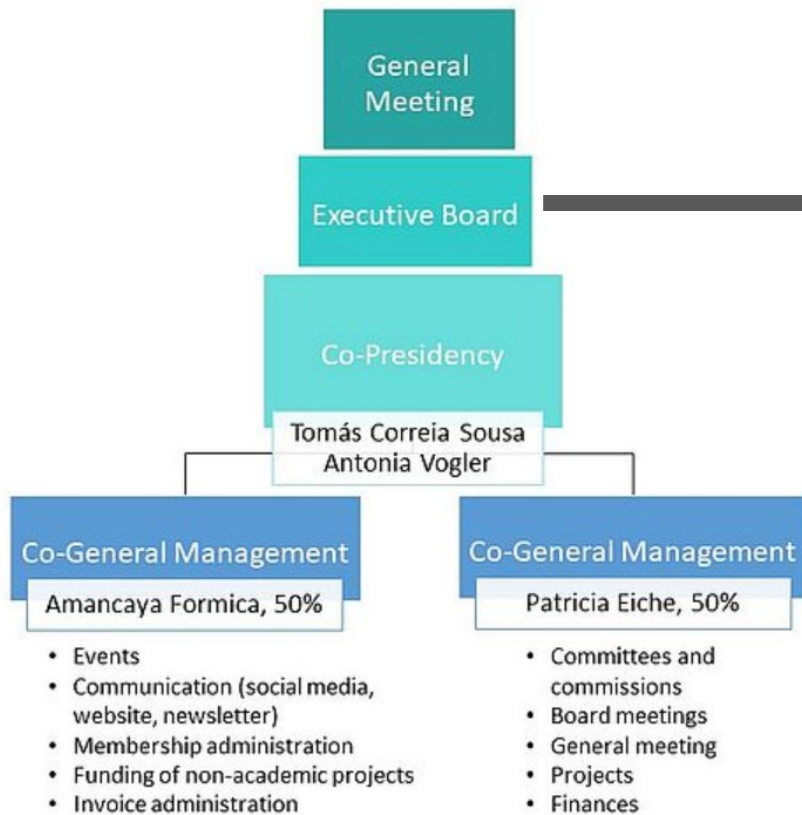 General
Meeting
Executive Board
Co-Presidency
Tomás Correia Sousa
Antonia Vogler
Co-General Management
Amancaya Formica, 50%
• Events
• Communication (social media,
website, newsletter)
• Membership administration
• Funding of non-academic projects
• Invoice administration
Co-General Management
Patricia Eiche, 50%
• Committees and
commissions
• Board meetings
• General meeting
• Projects
• Finances